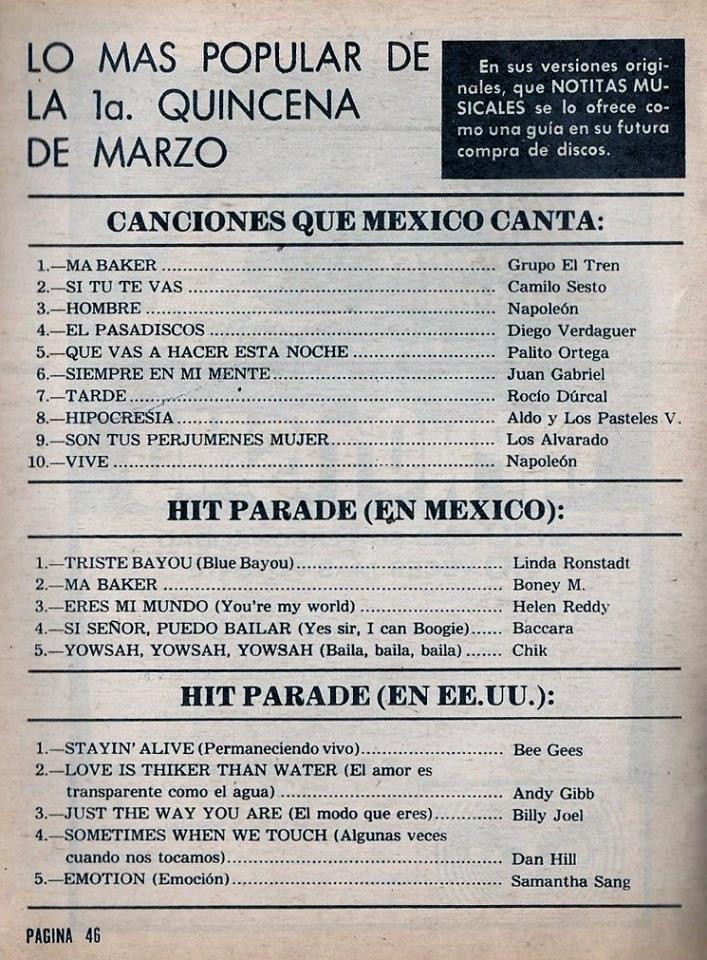 LO MAS POPULAR DE
LA 1a. QUINCENA
DE MARZO
En sus versiones origi-
nales, que NOTITAS MU-
SICALES se lo ofrece co-
mo una guía en su futura
compra de discos.
CANCIONES QUE MEXICO CANTA:
1.—MA BAKER ........................ Grupo El Tren
2.—SI TU TE VAS ........................ Camilo Sesto
3.—HOMBRE ........................ Napoleón
4.—EL PASADISCOS ........................ Diego Verdaguer
5.—QUE VAS A HACER ESTA NOCHE ........................ Palito Ortega
6.—SIEMPRE EN MI MENTE ........................ Juan Gabriel
7.—TARDE ........................ Rocío Dúrcal
8.—HIPOCRESIA ........................ Aldo y Los Pasteles V.
9.—SON TUS PERJUMENES MUJER ........................ Los Alvarado
10.—VIVE ........................ Napoleón
HIT PARADE (EN MEXICO):
1.—TRISTE BAYOU (Blue Bayou) ........................ Linda Ronstadt
2.—MA BAKER ........................ Boney M.
3.—ERES MI MUNDO (You're my world) ........................ Helen Reddy
4.—SI SEÑOR, PUEDO BAILAR (Yes sir, I can Boogie)...... Baccara
5.—YOWSAH, YOWSAH, YOWSAH (Baila, baila, baila) ....... Chik
HIT PARADE (EN EE.UU.):
1.—STAYIN' ALIVE (Permaneciendo vivo) ........................ Bee Gees
2.—LOVE IS THIKER THAN WATER (El amor es
transparente como el agua) ........................ Andy Gibb
3.—JUST THE WAY YOU ARE (El modo que eres)............ Billy Joel
4.—SOMETIMES WHEN WE TOUCH (Algunas veces
cuando nos tocamos) ........................ Dan Hill
5.—EMOTION (Emoción) ........................ Samantha Sang
PAGINA 46